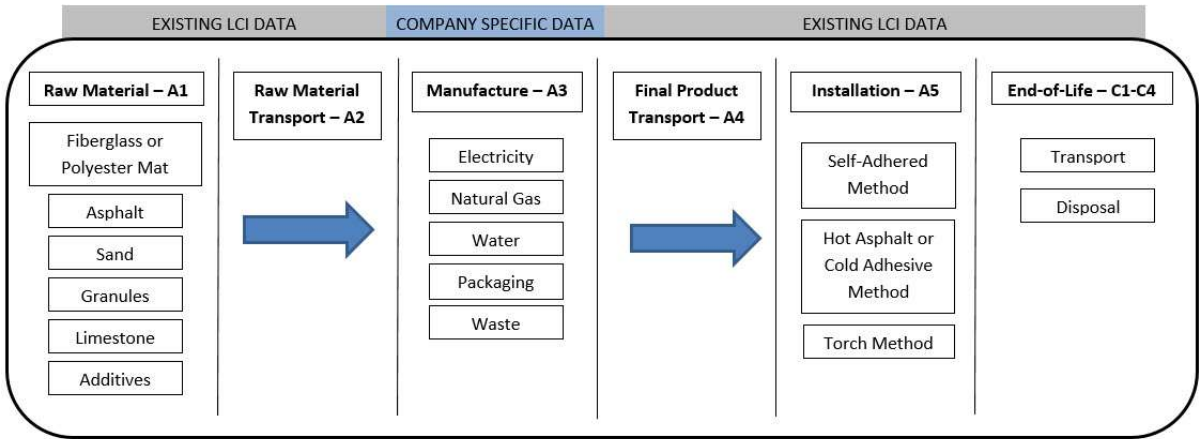 EXISTING LCI DATA
COMPANY SPECIFIC DATA
EXISTING LCI DATA
Raw Material – A1
Fiberglass or
Polyester Mat
Asphalt
Sand
Granules
Limestone
Additives
Raw Material
Transport – A2
Manufacture – A3
Electricity
Natural Gas
Water
Packaging
Waste
Final Product
Transport – A4
Installation – A5
Self-Adhered
Method
Hot Asphalt or
Cold Adhesive
Method
Torch Method
End-of-Life – C1-C4
Transport
Disposal